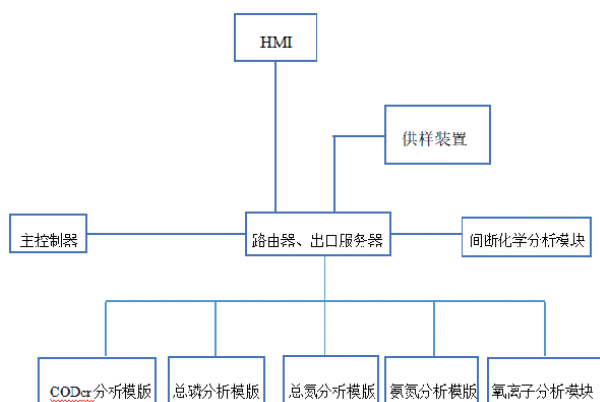 HMI
供样装置
主控制器
路由器、出口服务器
间断化学分析模块
CODcr分析模版
总磷分析模版
总氮分析模版
氨氮分析模版
氧离子分析模块